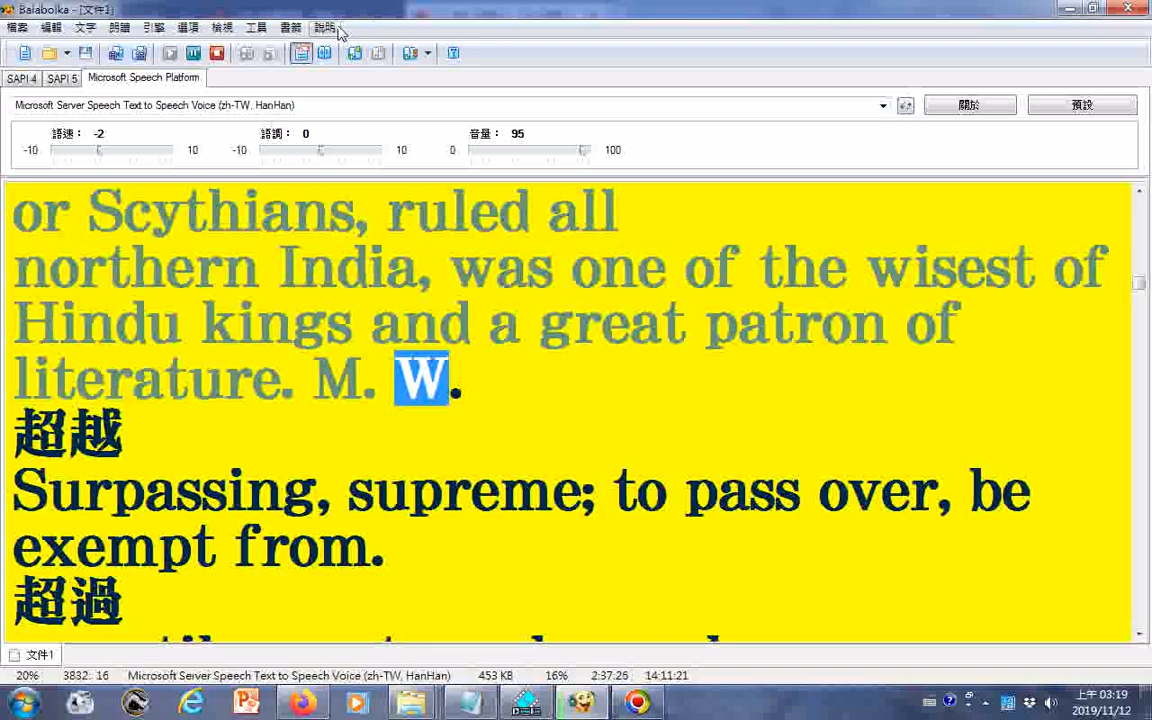 Balabolka - [文件1]
檔案 編輯 文字 朗讀 引擎 選項 檢視 工具 書籤 說明
SAPI 4 SAPI 5 Microsoft Speech Platform
Microsoft Server Speech Text to Speech Voice (zh-TW, HanHan) 關於 預設
語速： -2 語調： 0 音量： 95
-10 10 -10 10 0 100
or Scythians, ruled all
northern India, was one of the wisest of
Hindu kings and a great patron of
literature. M. W.
超越
Surpassing, supreme; to pass over, be
exempt from.
超過
文件1
20% 3832: 16 Microsoft Server Speech Text to Speech Voice (zh-TW, HanHan) 453 KB 16% 2:37:26 14:11:21
上午 03:19
2019/11/12